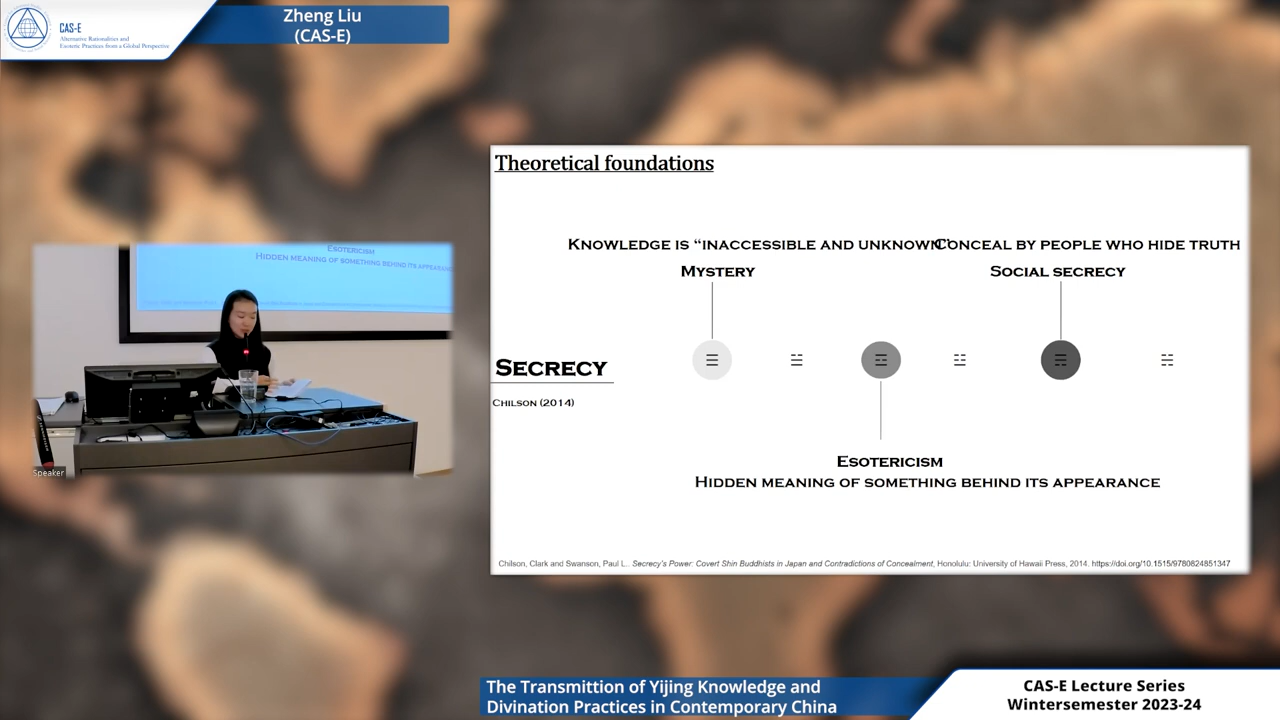 CAS-E
Alternative Rationalities and
Esoteric Practices from a Global Perspective
Zheng Liu
(CAS-E)
Theoretical foundations
Knowledge is “inaccessible and unknown”
Conceal by people who hide truth
Mystery
Social secrecy
Secrecy
Chilson (2014)
☰ ☱ ☲ ☳ ☴ ☵
Esotericism
Hidden meaning of something behind its appearance
Chilson, Clark and Swanson, Paul L.. Secrecy's Power: Covert Shin Buddhists in Japan and Contradictions of Concealment, Honolulu: University of Hawaii Press, 2014. https://doi.org/10.1515/9780824851347
Esotericism
Hidden meaning of something behind its appearanc
Speaker
The Transmittion of Yijing Knowledge and
Divination Practices in Contemporary China
CAS-E Lecture Series
Wintersemester 2023-24